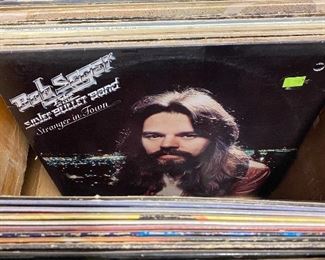 Bob Seger
& THE
SILVER BULLET Band
Stranger in Town